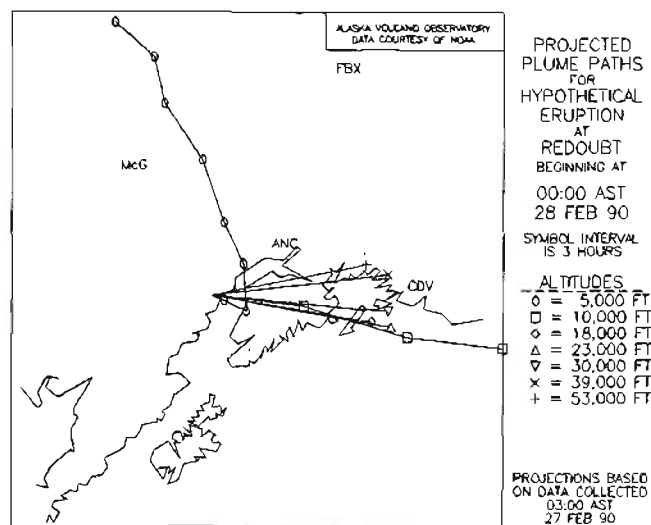 ALASKA VOLCANO OBSERVATORY
DATA COURTESY OF NOAA
FBX
McG
ANC
CDV
PROJECTED
PLUME PATHS
FOR
HYPOTHETICAL
ERUPTION
AT
REDOUBT
BEGINNING AT
00:00 AST
28 FEB 90
SYMBOL INTERVAL
IS 3 HOURS
ALTITUDES
= 5,000 FT
= 10,000 FT
= 18,000 FT
= 23,000 FT
= 30,000 FT
= 39,000 FT
+ = 53,000 FT
PROJECTIONS BASED
ON DATA COLLECTED
03:00 AST
27 FEB 90